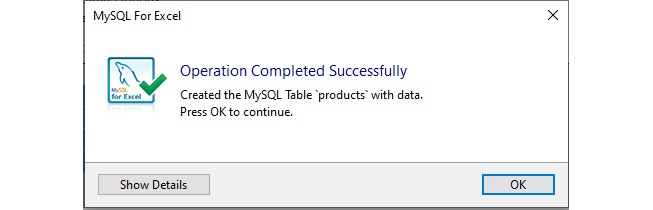 MySQL For Excel
Operation Completed Successfully
MySQL
for Excel
Created the MySQL Table `products` with data.
Press OK to continue.
Show Details
OK